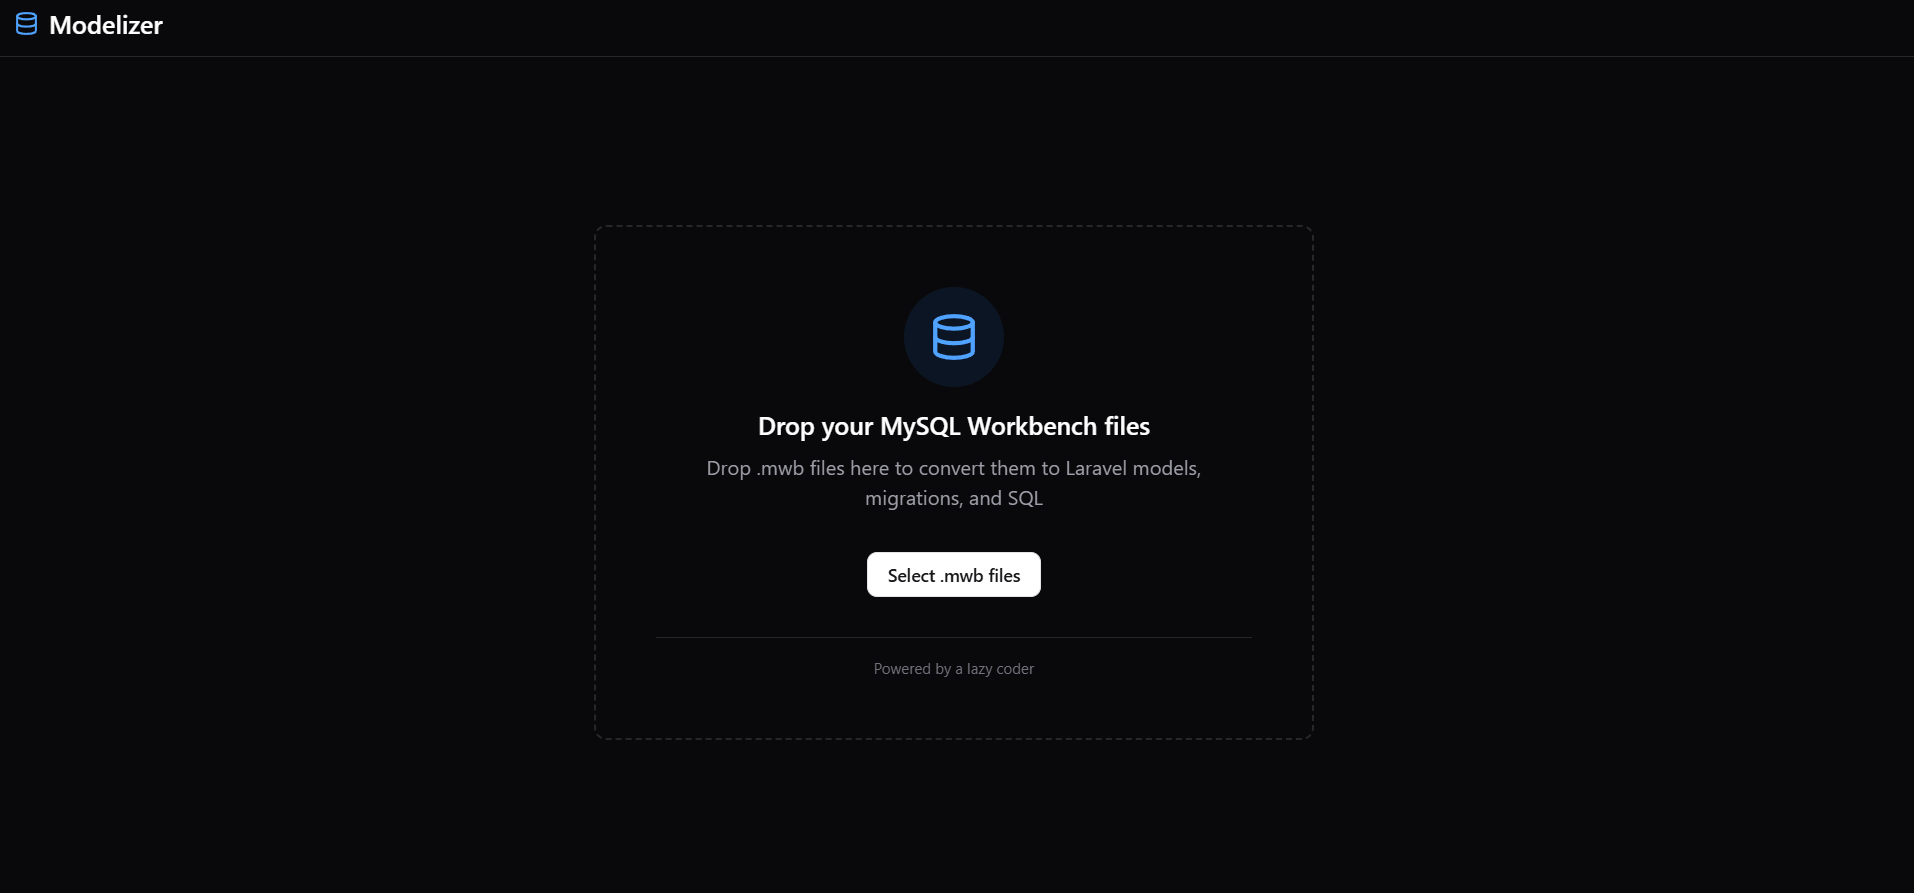 Modelizer
Drop your MySQL Workbench files
Drop .mwb files here to convert them to Laravel models,
migrations, and SQL
Select .mwb files
Powered by a lazy coder